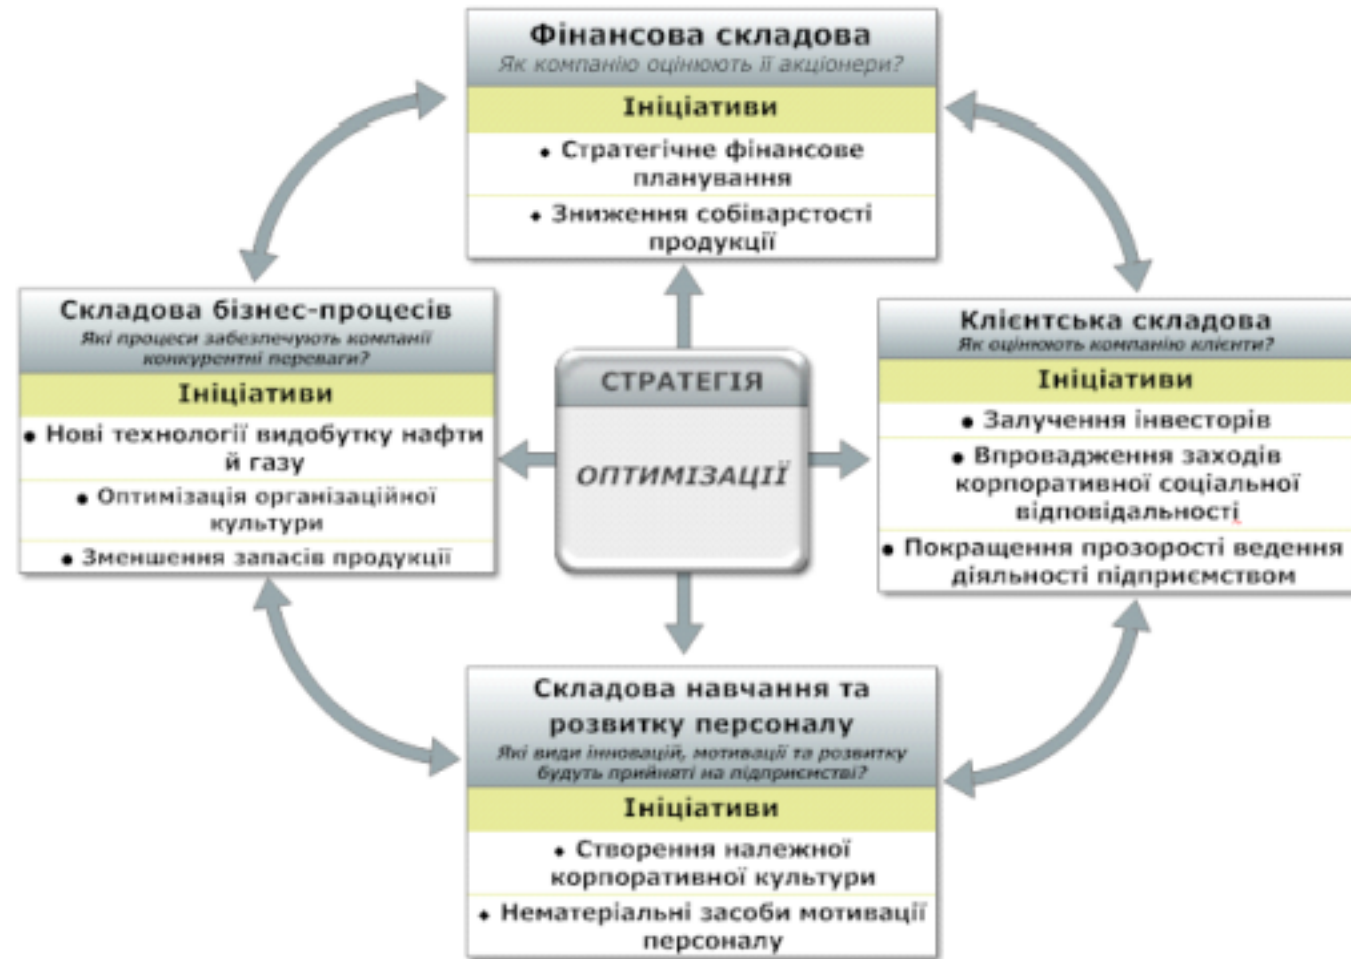 Фінансова складова
Як компанію оцінюють її акціонери?
Ініціативи
• Стратегічне фінансове
планування
• Зниження собіварстості
продукції
Складова бізнес-процесів
Які процеси забезпечують компанії
конкурентні переваги?
Ініціативи
• Нові технології видобутку нафти
й газу
• Оптимізація організаційної
культури
• Зменшення запасів продукції
СТРАТЕГІЯ
ОПТИМІЗАЦІЇ
Клієнтська складова
Як оцінюють компанію клієнти?
Ініціативи
• Залучення інвесторів
• Впровадження заходів
корпоративної соціальної
відповідальності
• Покращення прозорості ведення
діяльності підприємством
Складова навчання та
розвитку персоналу
Які види інновацій, мотивації та розвитку
будуть прийняті на підприємстві?
Ініціативи
• Створення належної
корпоративної культури
• Нематеріальні засоби мотивації
персоналу